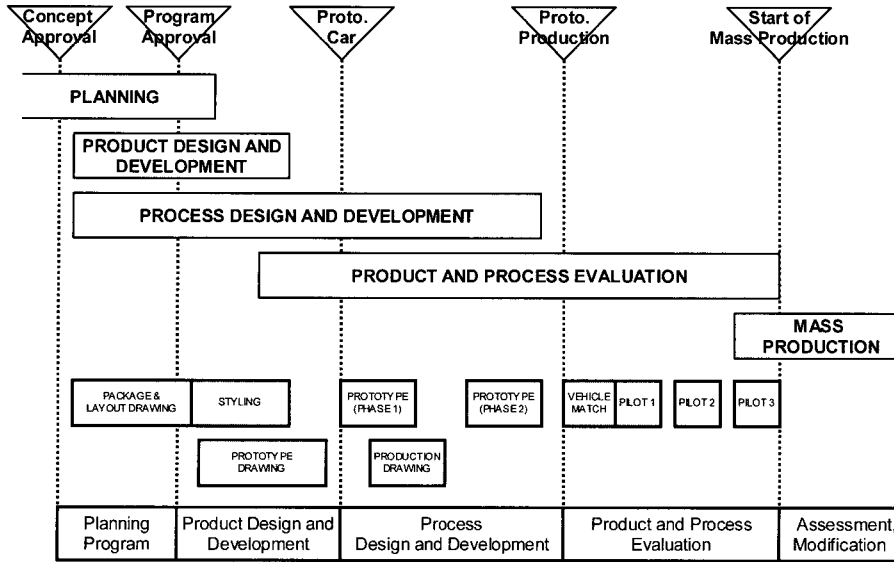 Concept
Approval
Program
Approval
Proto.
Car
Proto.
Production
Start of
Mass Production
PLANNING
PRODUCT DESIGN AND
DEVELOPMENT
PROCESS DESIGN AND DEVELOPMENT
PRODUCT AND PROCESS EVALUATION
MASS
PRODUCTION
PACKAGE &
LAYOUT DRAWING
STYLING
PROTOTYPE
(PHASE 1)
PROTOTYPE
(PHASE 2)
VEHICLE
MATCH
PILOT 1
PILOT 2
PILOT 3
PROTOTYPE
DRAWING
PRODUCTION
DRAWING
Planning
Program
Product Design and
Development
Process
Design and Development
Product and Process
Evaluation
Assessment,
Modification